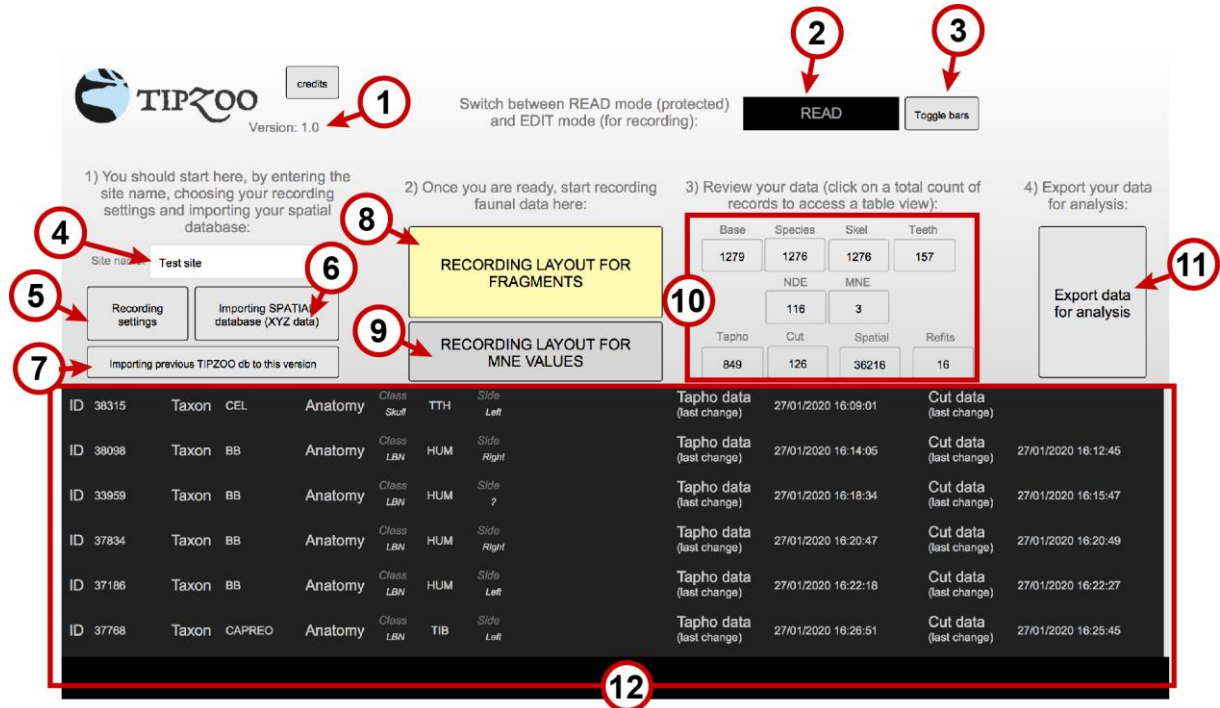 2
3
TIPZOO
credits
1
Version: 1.0
Switch between READ mode (protected)
and EDIT mode (for recording):
READ
Toggle bars
1) You should start here, by entering the
site name, choosing your recording
settings and importing your spatial
database:
4
Site name
Test site
5
Recording
settings
6
Importing SPATIAL
database (XYZ data)
7
Importing previous TIPZOO db to this version
2) Once you are ready, start recording
faunal data here:
8
RECORDING LAYOUT FOR
FRAGMENTS
9
RECORDING LAYOUT FOR
MNE VALUES
3) Review your data (click on a total count of
records to access a table view):
10
Base Species Skel Teeth
1279 1276 1276 157
NDE MNE
116 3
Tapho Cut Spatial Refits
849 126 36216 16
4) Export your data
for analysis:
11
Export data
for analysis
ID 38315 Taxon CEL Anatomy Class Skull TTH Side Left Tapho data (last change) 27/01/2020 16:09:01 Cut data (last change)
ID 38098 Taxon BB Anatomy Class LBN HUM Side Right Tapho data (last change) 27/01/2020 16:14:05 Cut data (last change) 27/01/2020 16:12:45
ID 33959 Taxon BB Anatomy Class LBN HUM Side ? Tapho data (last change) 27/01/2020 16:18:34 Cut data (last change) 27/01/2020 16:15:47
ID 37834 Taxon BB Anatomy Class LBN HUM Side Right Tapho data (last change) 27/01/2020 16:20:47 Cut data (last change) 27/01/2020 16:20:49
ID 37186 Taxon BB Anatomy Class LBN HUM Side Left Tapho data (last change) 27/01/2020 16:22:18 Cut data (last change) 27/01/2020 16:22:27
ID 37768 Taxon CAPREO Anatomy Class LBN TIB Side Left Tapho data (last change) 27/01/2020 16:26:51 Cut data (last change) 27/01/2020 16:25:45
12